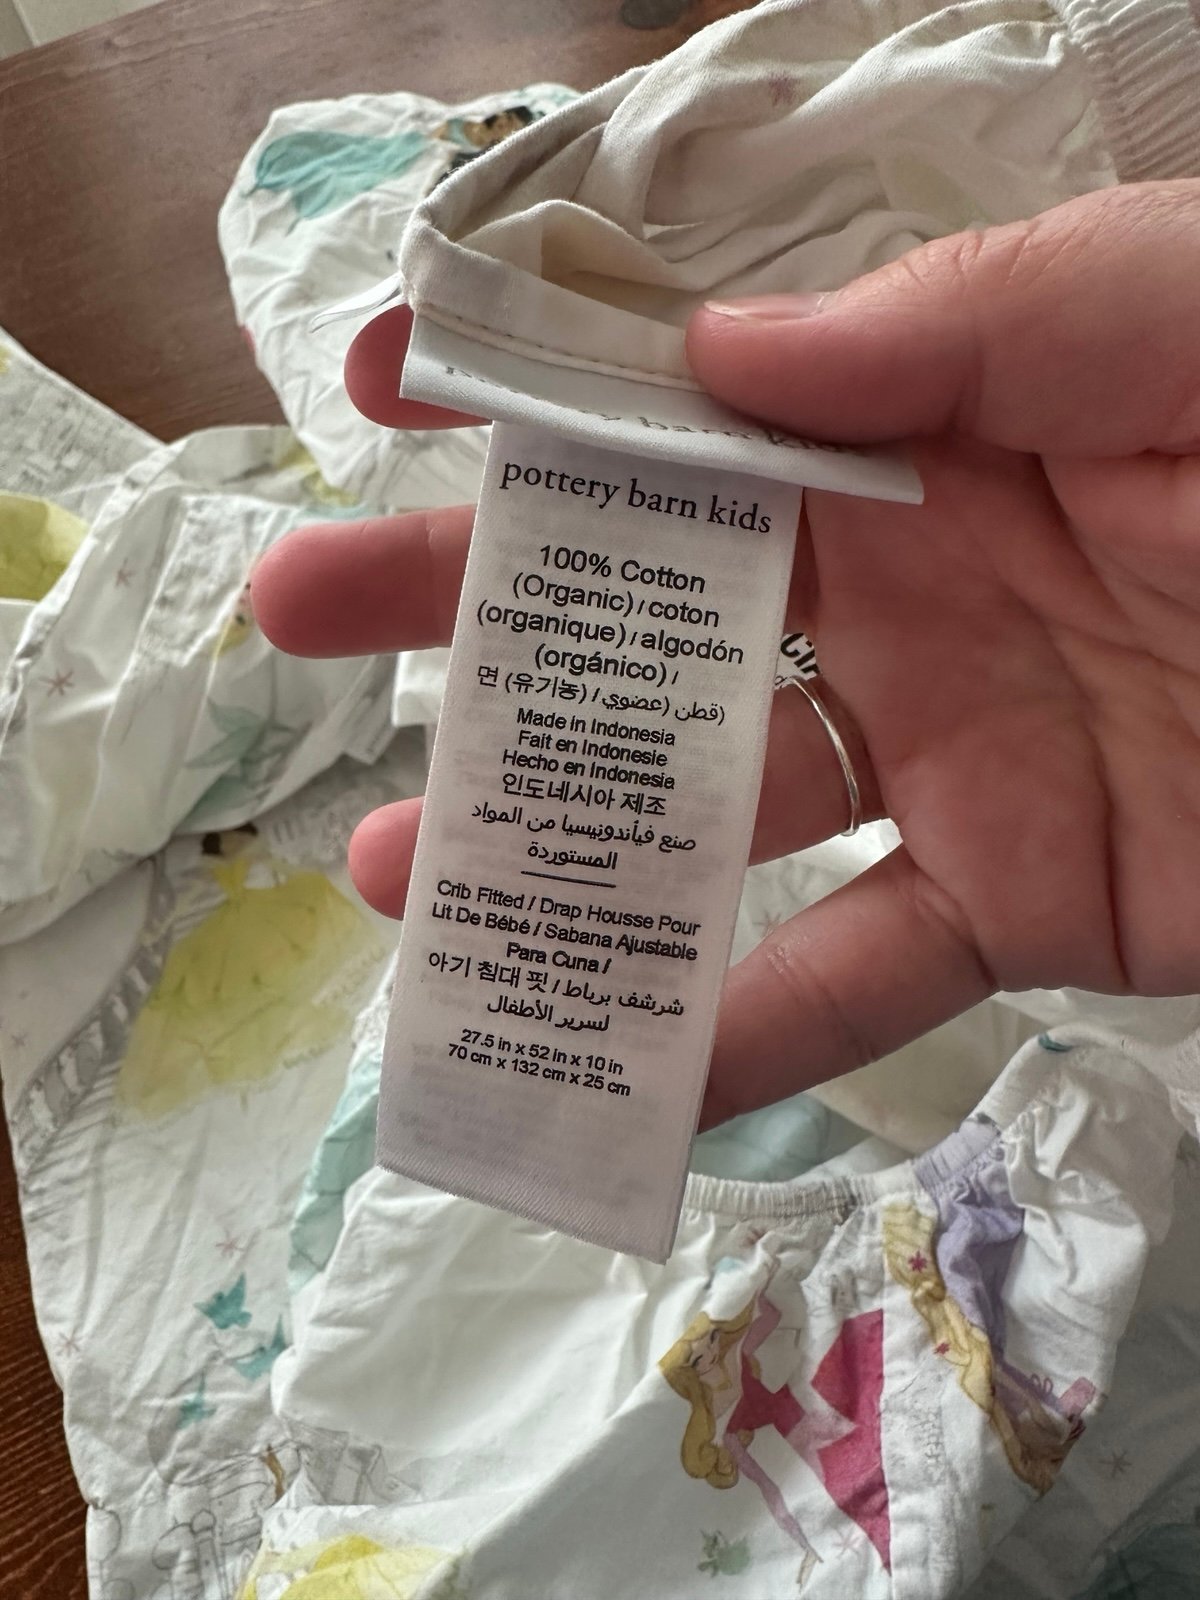 pottery barn kids
pottery barn kids
100% Cotton
(Organic) / coton
(organique) / algodón
(orgánico) /
면 (유기농) / قطن (عضوي)
Made in Indonesia
Fait en Indonesie
Hecho en Indonesia
인도네시아 제조
صنع فيأندونيسيا من المواد
المستوردة
Crib Fitted / Drap Housse Pour
Lit De Bébé / Sabana Ajustable
Para Cuna /
아기 침대 핏 / شرشف برباط
لسرير الأطفال
27.5 in x 52 in x 10 in
70 cm x 132 cm x 25 cm